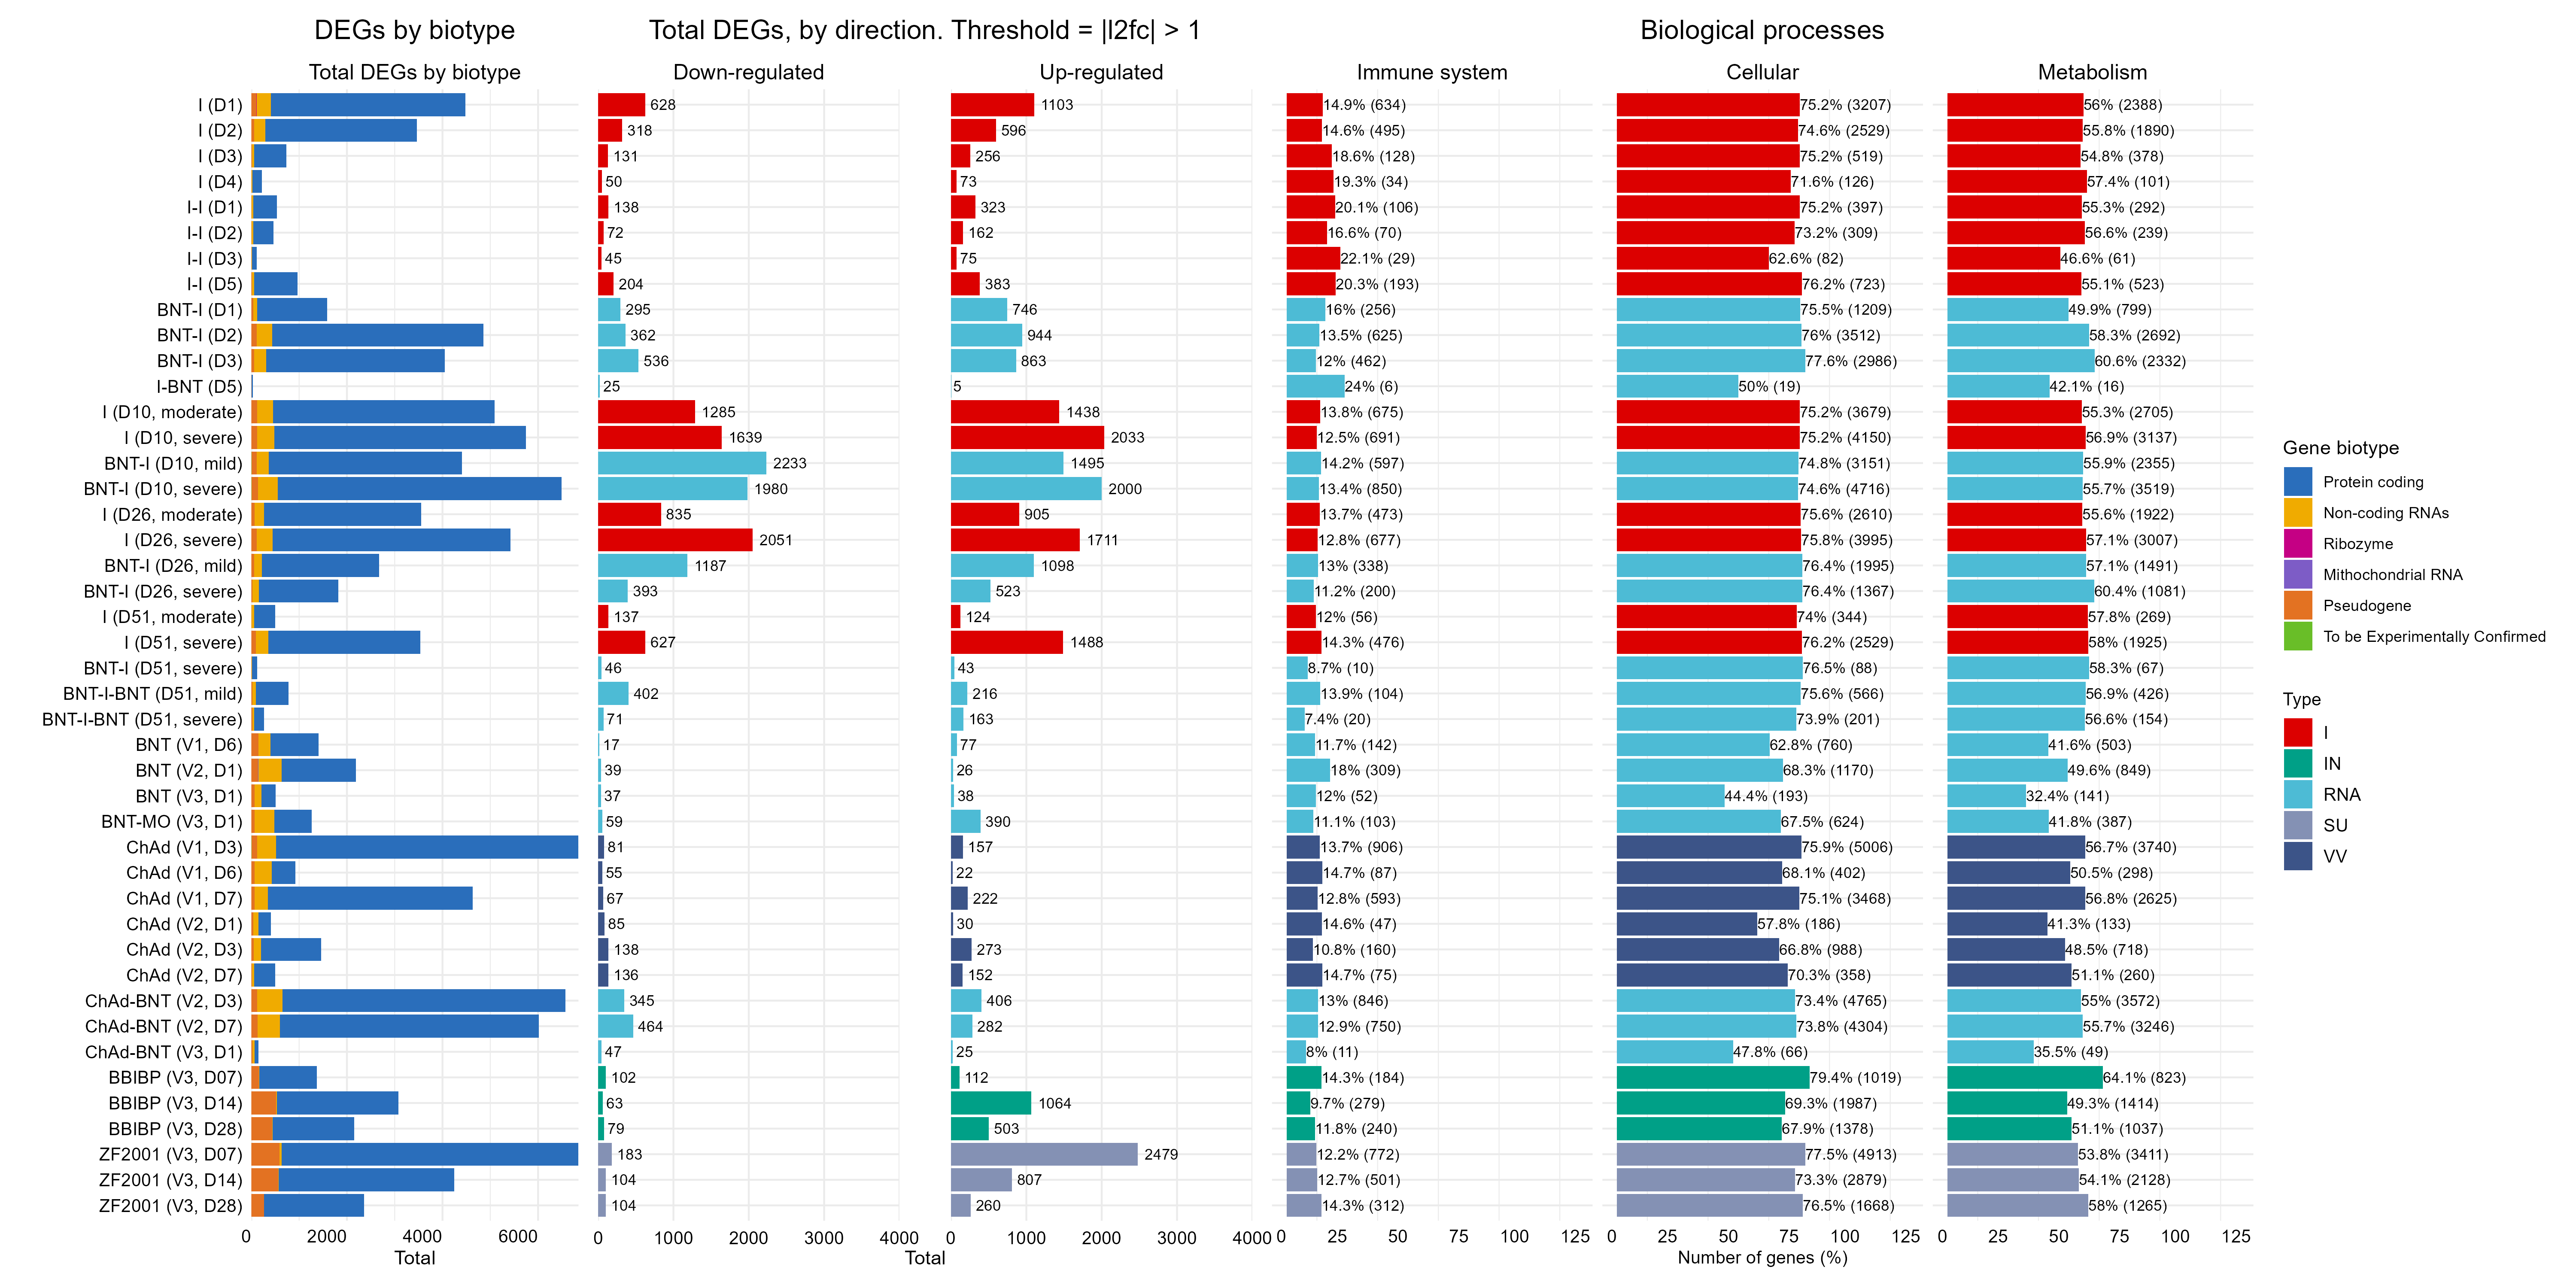 DEGs by biotype
Total DEGs, by direction. Threshold = |l2fc| > 1
Biological processes
Total DEGs by biotype
Down-regulated
Up-regulated
Immune system
Cellular
Metabolism
I (D1) 628 1103 14.9% (634) 75.2% (3207) 56% (2388)
I (D2) 318 596 14.6% (495) 74.6% (2529) 55.8% (1890)
I (D3) 131 256 18.6% (128) 75.2% (519) 54.8% (378)
I (D4) 50 73 19.3% (34) 71.6% (126) 57.4% (101)
I-I (D1) 138 323 20.1% (106) 75.2% (397) 55.3% (292)
I-I (D2) 72 162 16.6% (70) 73.2% (309) 56.6% (239)
I-I (D3) 45 75 22.1% (29) 62.6% (82) 46.6% (61)
I-I (D5) 204 383 20.3% (193) 76.2% (723) 55.1% (523)
BNT-I (D1) 295 746 16% (256) 75.5% (1209) 49.9% (799)
BNT-I (D2) 362 944 13.5% (625) 76% (3512) 58.3% (2692)
BNT-I (D3) 536 863 12% (462) 77.6% (2986) 60.6% (2332)
I-BNT (D5) 25 5 24% (6) 50% (19) 42.1% (16)
I (D10, moderate) 1285 1438 13.8% (675) 75.2% (3679) 55.3% (2705)
I (D10, severe) 1639 2033 12.5% (691) 75.2% (4150) 56.9% (3137)
BNT-I (D10, mild) 2233 1495 14.2% (597) 74.8% (3151) 55.9% (2355)
BNT-I (D10, severe) 1980 2000 13.4% (850) 74.6% (4716) 55.7% (3519)
I (D26, moderate) 835 905 13.7% (473) 75.6% (2610) 55.6% (1922)
I (D26, severe) 2051 1711 12.8% (677) 75.8% (3995) 57.1% (3007)
BNT-I (D26, mild) 1187 1098 13% (338) 76.4% (1995) 57.1% (1491)
BNT-I (D26, severe) 393 523 11.2% (200) 76.4% (1367) 60.4% (1081)
I (D51, moderate) 137 124 12% (56) 74% (344) 57.8% (269)
I (D51, severe) 627 1488 14.3% (476) 76.2% (2529) 58% (1925)
BNT-I (D51, severe) 46 43 8.7% (10) 76.5% (88) 58.3% (67)
BNT-I-BNT (D51, mild) 402 216 13.9% (104) 75.6% (566) 56.9% (426)
BNT-I-BNT (D51, severe) 71 163 7.4% (20) 73.9% (201) 56.6% (154)
BNT (V1, D6) 17 77 11.7% (142) 62.8% (760) 41.6% (503)
BNT (V2, D1) 39 26 18% (309) 68.3% (1170) 49.6% (849)
BNT (V3, D1) 37 38 12% (52) 44.4% (193) 32.4% (141)
BNT-MO (V3, D1) 59 390 11.1% (103) 67.5% (624) 41.8% (387)
ChAd (V1, D3) 81 157 13.7% (906) 75.9% (5006) 56.7% (3740)
ChAd (V1, D6) 55 22 14.7% (87) 68.1% (402) 50.5% (298)
ChAd (V1, D7) 67 222 12.8% (593) 75.1% (3468) 56.8% (2625)
ChAd (V2, D1) 85 30 14.6% (47) 57.8% (186) 41.3% (133)
ChAd (V2, D3) 138 273 10.8% (160) 66.8% (988) 48.5% (718)
ChAd (V2, D7) 136 152 14.7% (75) 70.3% (358) 51.1% (260)
ChAd-BNT (V2, D3) 345 406 13% (846) 73.4% (4765) 55% (3572)
ChAd-BNT (V2, D7) 464 282 12.9% (750) 73.8% (4304) 55.7% (3246)
ChAd-BNT (V3, D1) 47 25 8% (11) 47.8% (66) 35.5% (49)
BBIBP (V3, D07) 102 112 14.3% (184) 79.4% (1019) 64.1% (823)
BBIBP (V3, D14) 63 1064 9.7% (279) 69.3% (1987) 49.3% (1414)
BBIBP (V3, D28) 79 503 11.8% (240) 67.9% (1378) 51.1% (1037)
ZF2001 (V3, D07) 183 2479 12.2% (772) 77.5% (4913) 53.8% (3411)
ZF2001 (V3, D14) 104 807 12.7% (501) 73.3% (2879) 54.1% (2128)
ZF2001 (V3, D28) 104 260 14.3% (312) 76.5% (1668) 58% (1265)
0 2000 4000 6000
0 1000 2000 3000 4000
0 1000 2000 3000 4000
0 25 50 75 100 125
0 25 50 75 100 125
0 25 50 75 100 125
Total
Total
Number of genes (%)
Gene biotype
Protein coding
Non-coding RNAs
Ribozyme
Mithochondrial RNA
Pseudogene
To be Experimentally Confirmed
Type
I
IN
RNA
SU
VV